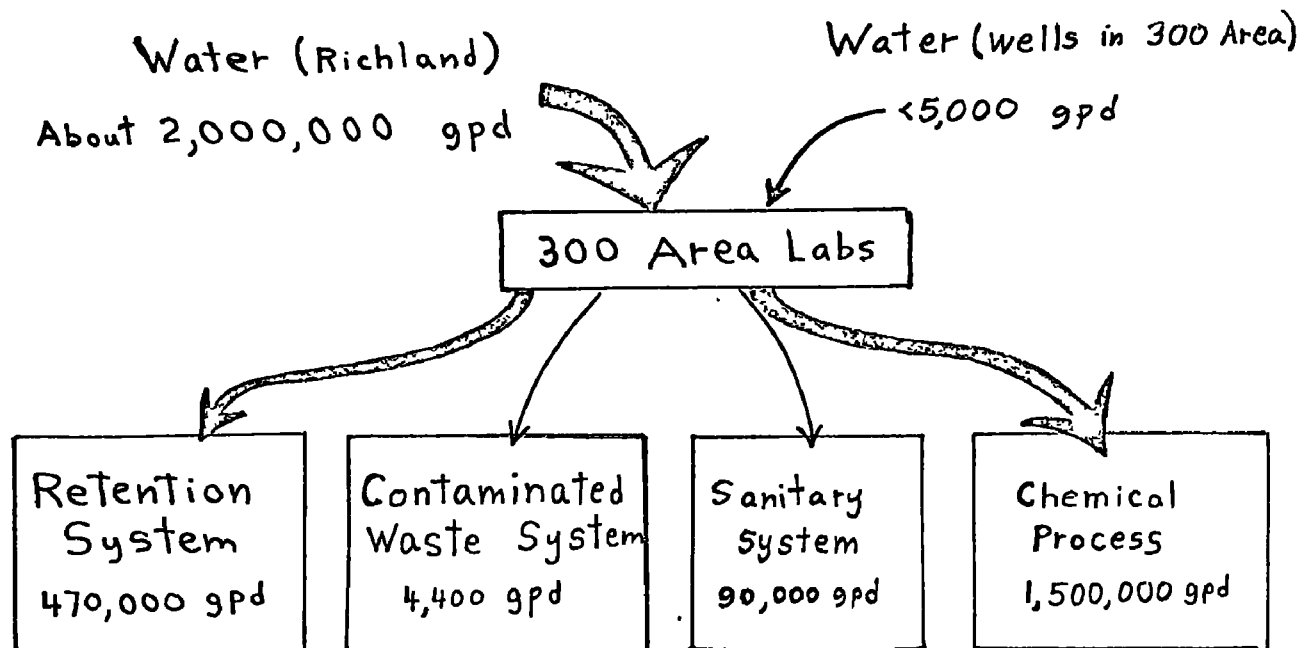 Water (Richland)
About 2,000,000 gpd
Water (wells in 300 Area)
<5,000 gpd
300 Area Labs
Retention
System
470,000 gpd
Contaminated
Waste System
4,400 gpd
Sanitary
System
90,000 gpd
Chemical
Process
1,500,000 gpd